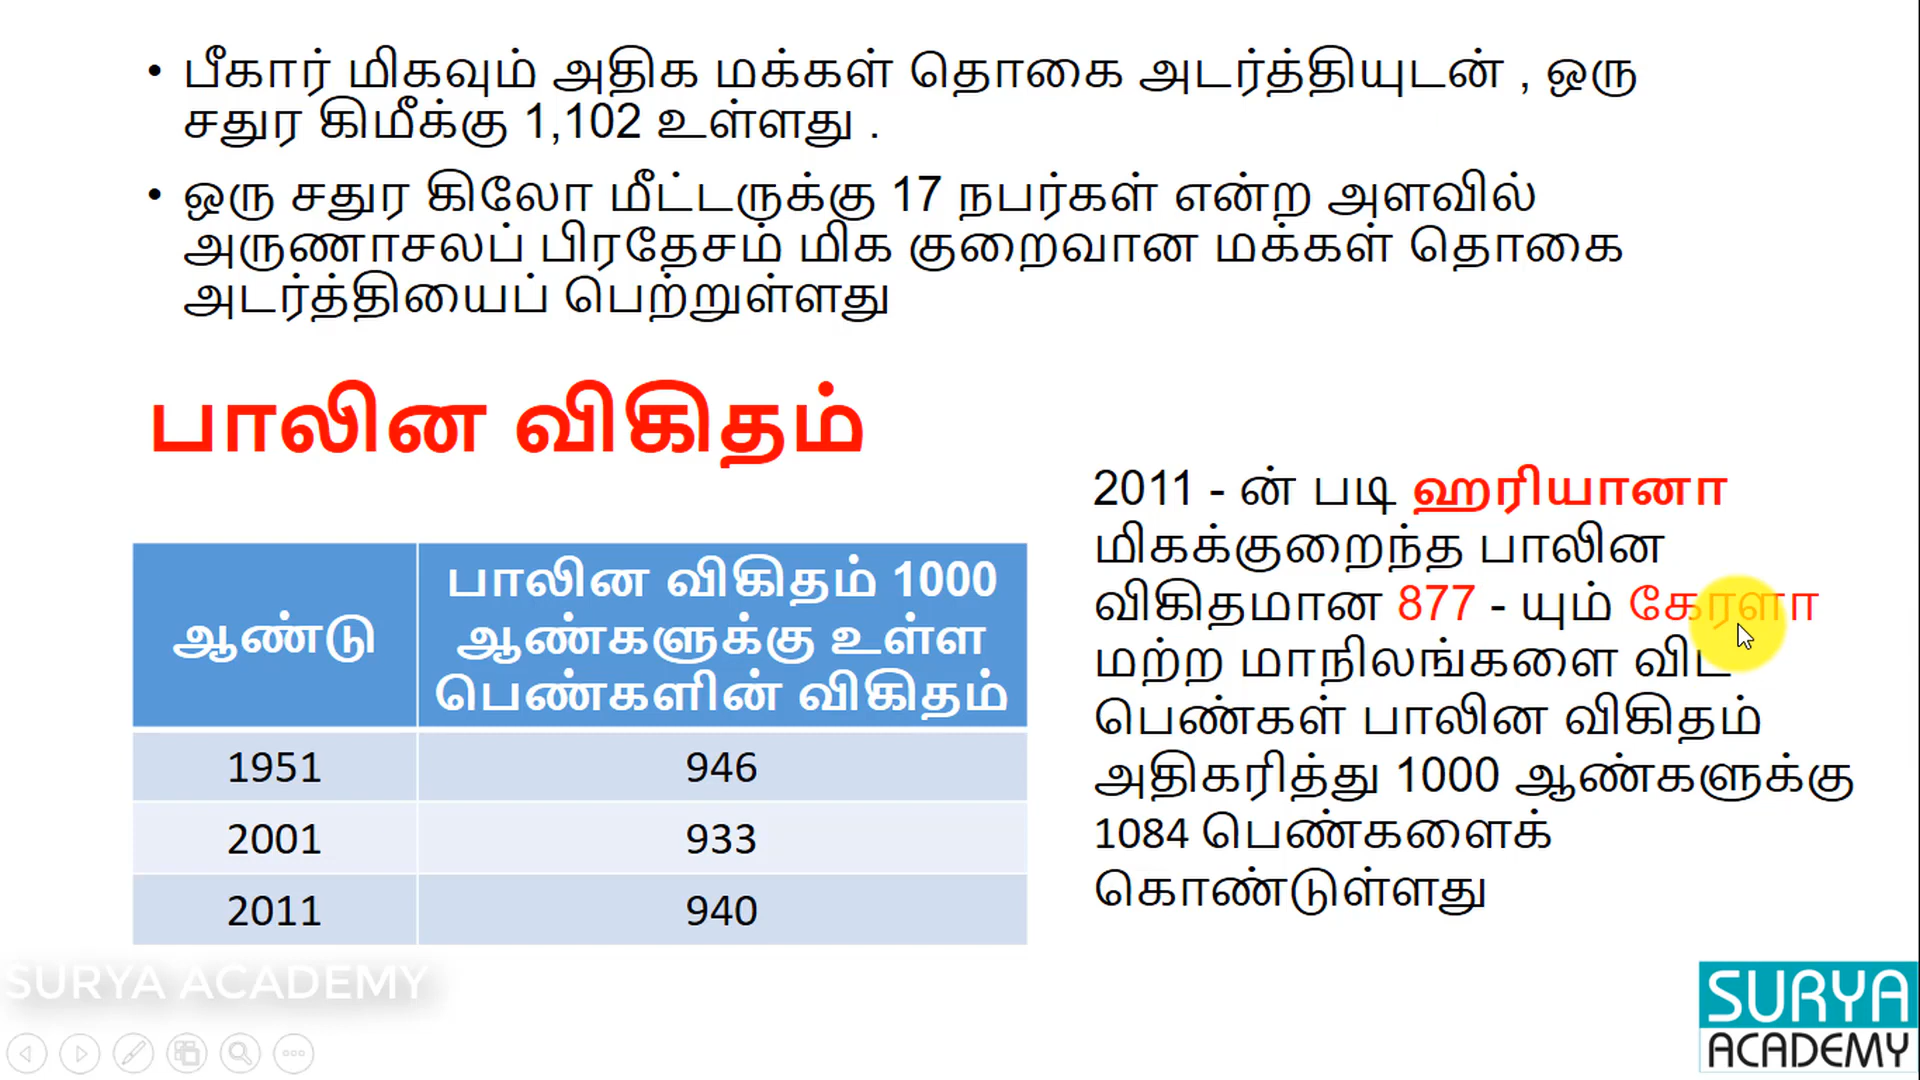 • பீகார் மிகவும் அதிக மக்கள் தொகை அடர்த்தியுடன் , ஒரு
சதுர கிமீக்கு 1,102 உள்ளது .
• ஒரு சதுர கிலோ மீட்டருக்கு 17 நபர்கள் என்ற அளவில்
அருணாசலப் பிரதேசம் மிக குறைவான மக்கள் தொகை
அடர்த்தியைப் பெற்றுள்ளது
பாலின விகிதம்
ஆண்டு
பாலின விகிதம் 1000
ஆண்களுக்கு உள்ள
பெண்களின் விகிதம்
1951 946
2001 933
2011 940
2011 - ன் படி ஹரியானா
மிகக்குறைந்த பாலின
விகிதமான 877 - யும் கேரளா
மற்ற மாநிலங்களை விட
பெண்கள் பாலின விகிதம்
அதிகரித்து 1000 ஆண்களுக்கு
1084 பெண்களைக்
கொண்டுள்ளது
SURYA ACADEMY
SURYA
ACADEMY